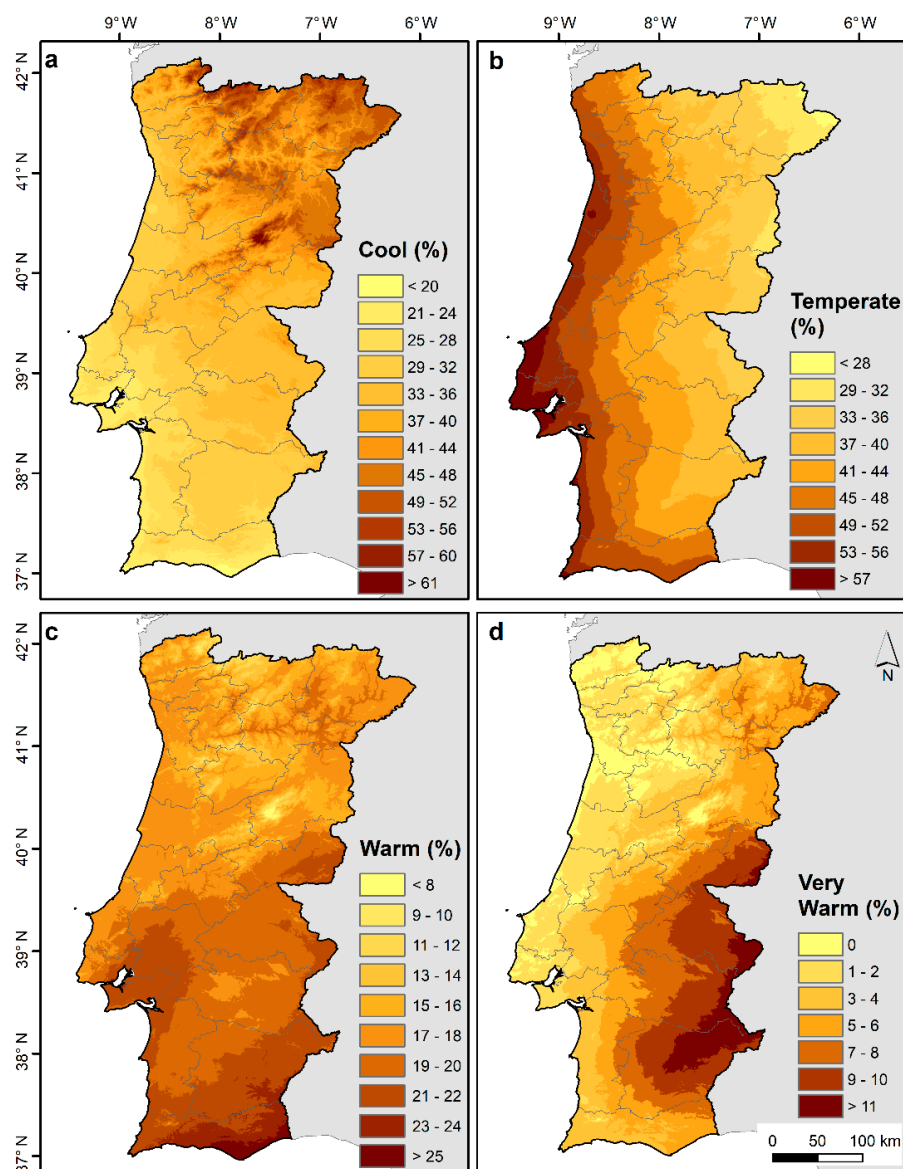 9°W 8°W 7°W 6°W 9°W 8°W 7°W 6°W
a
42°N
41°N
40°N
39°N
38°N
37°N
Cool (%)
< 20
21 - 24
25 - 28
29 - 32
33 - 36
37 - 40
41 - 44
45 - 48
49 - 52
53 - 56
57 - 60
> 61
b
Temperate
(%)
< 28
29 - 32
33 - 36
37 - 40
41 - 44
45 - 48
49 - 52
53 - 56
> 57
c
42°N
41°N
40°N
39°N
38°N
37°N
Warm (%)
< 8
9 - 10
11 - 12
13 - 14
15 - 16
17 - 18
19 - 20
21 - 22
23 - 24
> 25
d
N
Very
Warm (%)
0
1 - 2
3 - 4
5 - 6
7 - 8
9 - 10
> 11
0 50 100 km